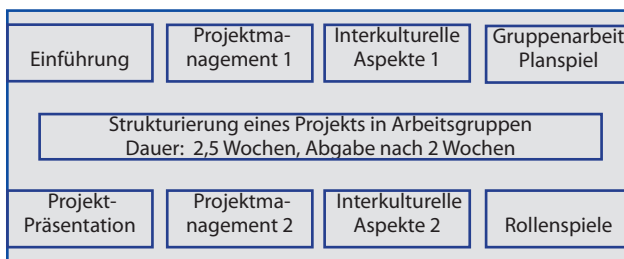 Einführung
Projektma-
nagement 1
Interkulturelle
Aspekte 1
Gruppenarbeit
Planspiel
Strukturierung eines Projekts in Arbeitsgruppen
Dauer: 2,5 Wochen, Abgabe nach 2 Wochen
Projekt-
Präsentation
Projektma-
nagement 2
Interkulturelle
Aspekte 2
Rollenspiele